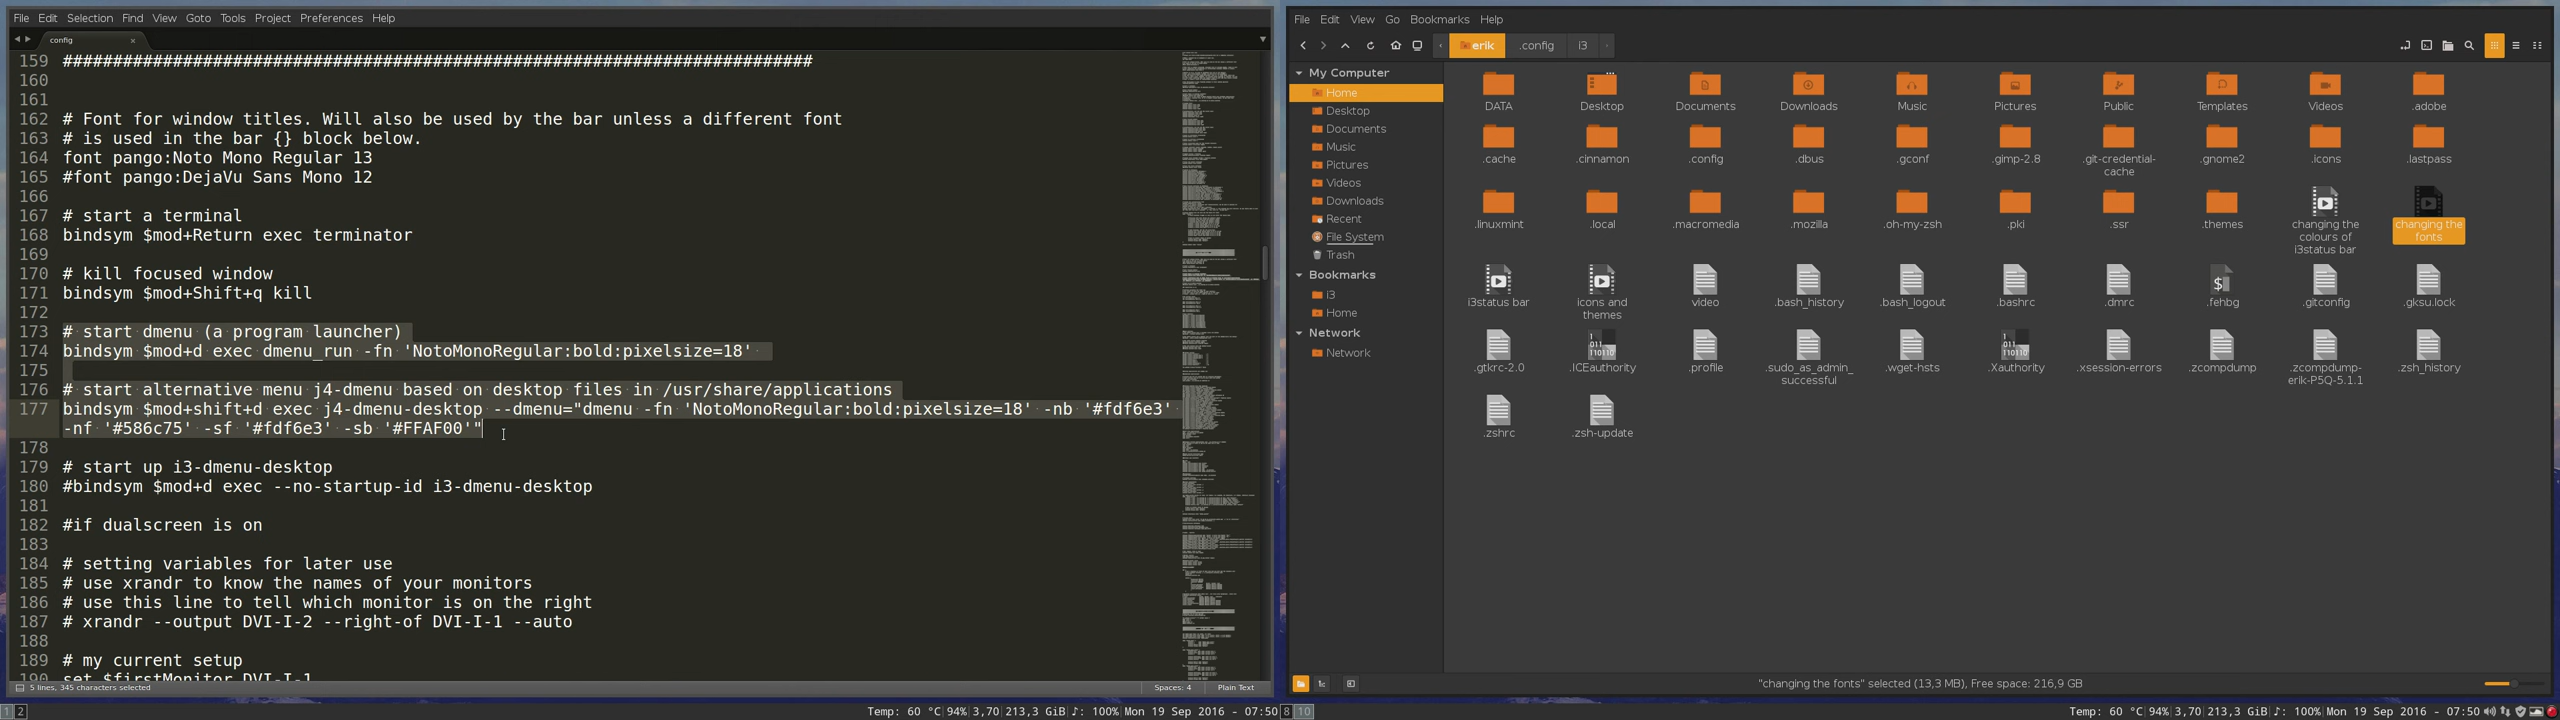 File Edit Selection Find View Goto Tools Project Preferences Help
config
159 ###########################################################################
160
161
162 # Font for window titles. Will also be used by the bar unless a different font
163 # is used in the bar {} block below.
164 font pango:Noto Mono Regular 13
165 #font pango:DejaVu Sans Mono 12
166
167 # start a terminal
168 bindsym $mod+Return exec terminator
169
170 # kill focused window
171 bindsym $mod+Shift+q kill
172
173 # start dmenu (a program launcher)
174 bindsym $mod+d exec dmenu_run -fn 'NotoMonoRegular:bold:pixelsize=18'
175
176 # start alternative menu j4-dmenu based on desktop files in /usr/share/applications
177 bindsym $mod+shift+d exec j4-dmenu-desktop --dmenu="dmenu -fn 'NotoMonoRegular:bold:pixelsize=18' -nb '#fdf6e3'
-nf '#586c75' -sf '#fdf6e3' -sb '#FFAF00'"
178
179 # start up i3-dmenu-desktop
180 #bindsym $mod+d exec --no-startup-id i3-dmenu-desktop
181
182 #if dualscreen is on
183
184 # setting variables for later use
185 # use xrandr to know the names of your monitors
186 # use this line to tell which monitor is on the right
187 # xrandr --output DVI-I-2 --right-of DVI-I-1 --auto
188
189 # my current setup
190 set $firstMonitor DVI-I-1
5 lines, 345 characters selected
Spaces: 4 Plain Text
1 2
Temp: 60 °C 94% 3,70 213,3 GiB ♪: 100% Mon 19 Sep 2016 - 07:50
File Edit View Go Bookmarks Help
erik .config i3
My Computer
Home
Desktop
Documents
Music
Pictures
Videos
Downloads
Recent
File System
Trash
Bookmarks
i3
Home
Network
Network
DATA Desktop Documents Downloads Music Pictures Public Templates Videos .adobe
.cache .cinnamon .config .dbus .gconf .gimp-2.8 .git-credential-cache .gnome2 .icons .lastpass
.linuxmint .local .macromedia .mozilla .oh-my-zsh .pki .ssr .themes changing the colours of i3status bar changing the fonts
i3status bar icons and themes video .bash_history .bash_logout .bashrc .dmrc .fehbg .gitconfig .gksu.lock
.gtkrc-2.0 .ICEauthority .profile .sudo_as_admin_successful .wget-hsts .Xauthority .xsession-errors .zcompdump .zcompdump-erik-P5Q-5.1.1 .zsh_history
.zshrc .zsh-update
"changing the fonts" selected (13,3 MB), Free space: 216,9 GB
8 10
Temp: 60 °C 94% 3,70 213,3 GiB ♪: 100% Mon 19 Sep 2016 - 07:50